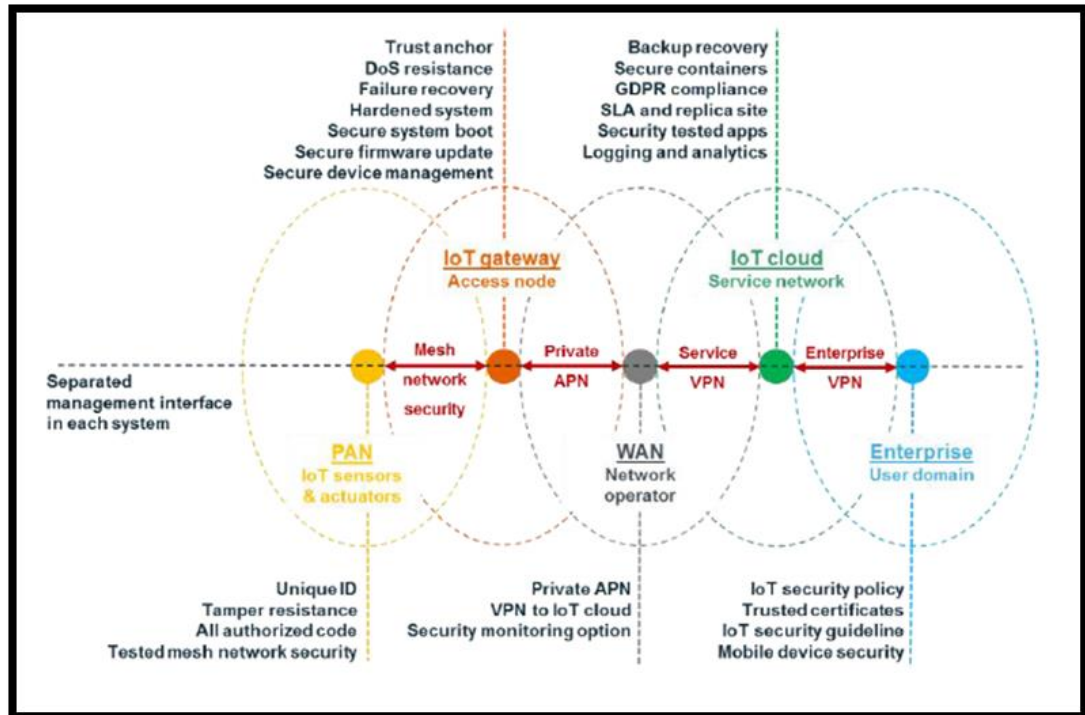 Trust anchor
DoS resistance
Failure recovery
Hardened system
Secure system boot
Secure firmware update
Secure device management
Backup recovery
Secure containers
GDPR compliance
SLA and replica site
Security tested apps
Logging and analytics
IoT gateway
Access node
IoT cloud
Service network
Mesh
network
security
Private
APN
Service
VPN
Enterprise
VPN
Separated
management interface
in each system
PAN
IoT sensors
& actuators
WAN
Network
operator
Enterprise
User domain
Unique ID
Tamper resistance
All authorized code
Tested mesh network security
Private APN
VPN to IoT cloud
Security monitoring option
IoT security policy
Trusted certificates
IoT security guideline
Mobile device security